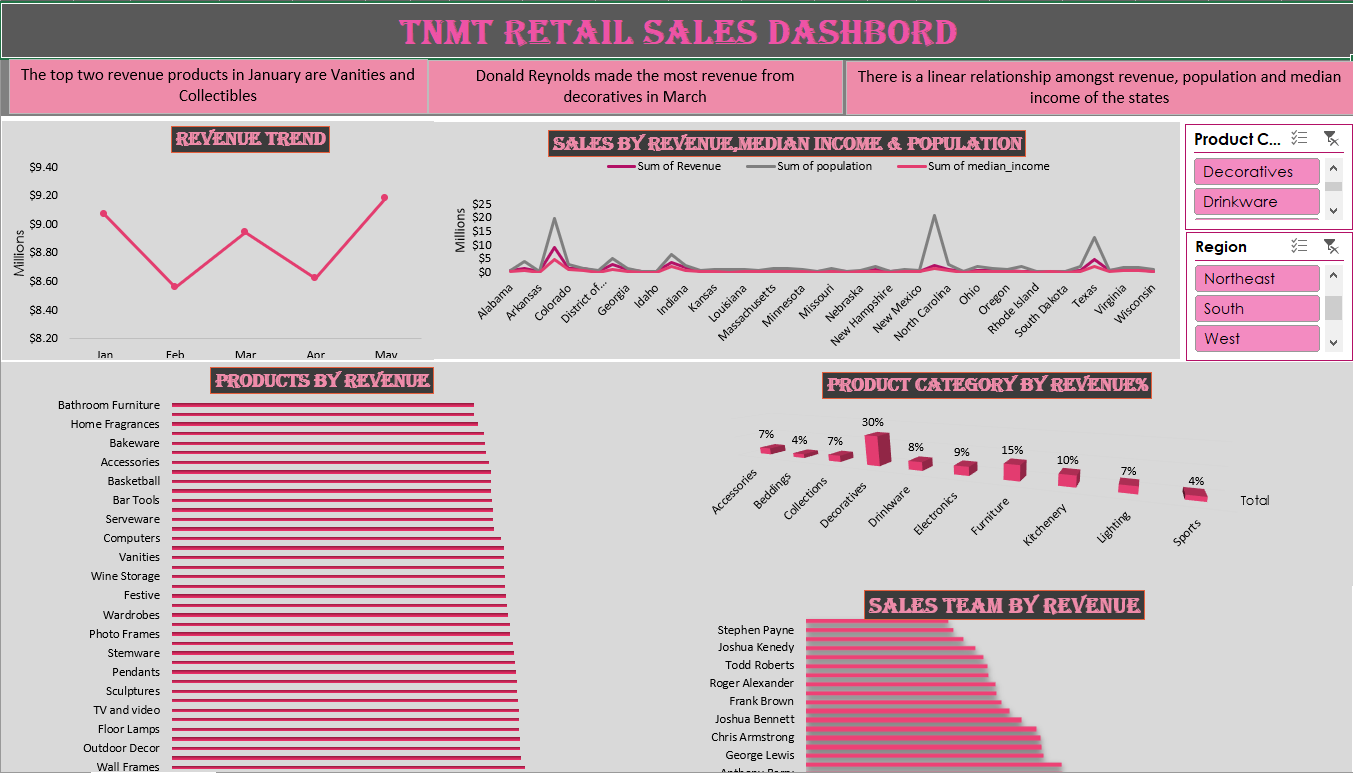 TNMT RETAIL SALES DASHBORD
The top two revenue products in January are Vanities and
Collectibles
Donald Reynolds made the most revenue from
decoratives in March
There is a linear relationship amongst revenue, population and median
income of the states
REVENUE TREND
$9.40
$9.20
$9.00
$8.80
$8.60
$8.40
$8.20
Millions
Jan
Feb
Mar
Apr
May
SALES BY REVENUE,MEDIAN INCOME & POPULATION
Sum of Revenue
Sum of population
Sum of median_income
Millions
$25
$20
$15
$10
$5
$0
Alabama
Arkansas
Colorado
District of...
Georgia
Idaho
Indiana
Kansas
Louisiana
Massachusetts
Minnesota
Missouri
Nebraska
New Hampshire
New Mexico
North Carolina
Ohio
Oregon
Rhode Island
South Dakota
Texas
Virginia
Wisconsin
Product C...
Decoratives
Drinkware
Region
Northeast
South
West
PRODUCTS BY REVENUE
Bathroom Furniture
Home Fragrances
Bakeware
Accessories
Basketball
Bar Tools
Serveware
Computers
Vanities
Wine Storage
Festive
Wardrobes
Photo Frames
Stemware
Pendants
Sculptures
TV and video
Floor Lamps
Outdoor Decor
Wall Frames
PRODUCT CATEGORY BY REVENUE%
7%
4%
7%
30%
8%
9%
15%
10%
7%
4%
Accessories
Beddings
Collections
Decoratives
Drinkware
Electronics
Furniture
Kitchenery
Lighting
Sports
Total
SALES TEAM BY REVENUE
Stephen Payne
Joshua Kenedy
Todd Roberts
Roger Alexander
Frank Brown
Joshua Bennett
Chris Armstrong
George Lewis